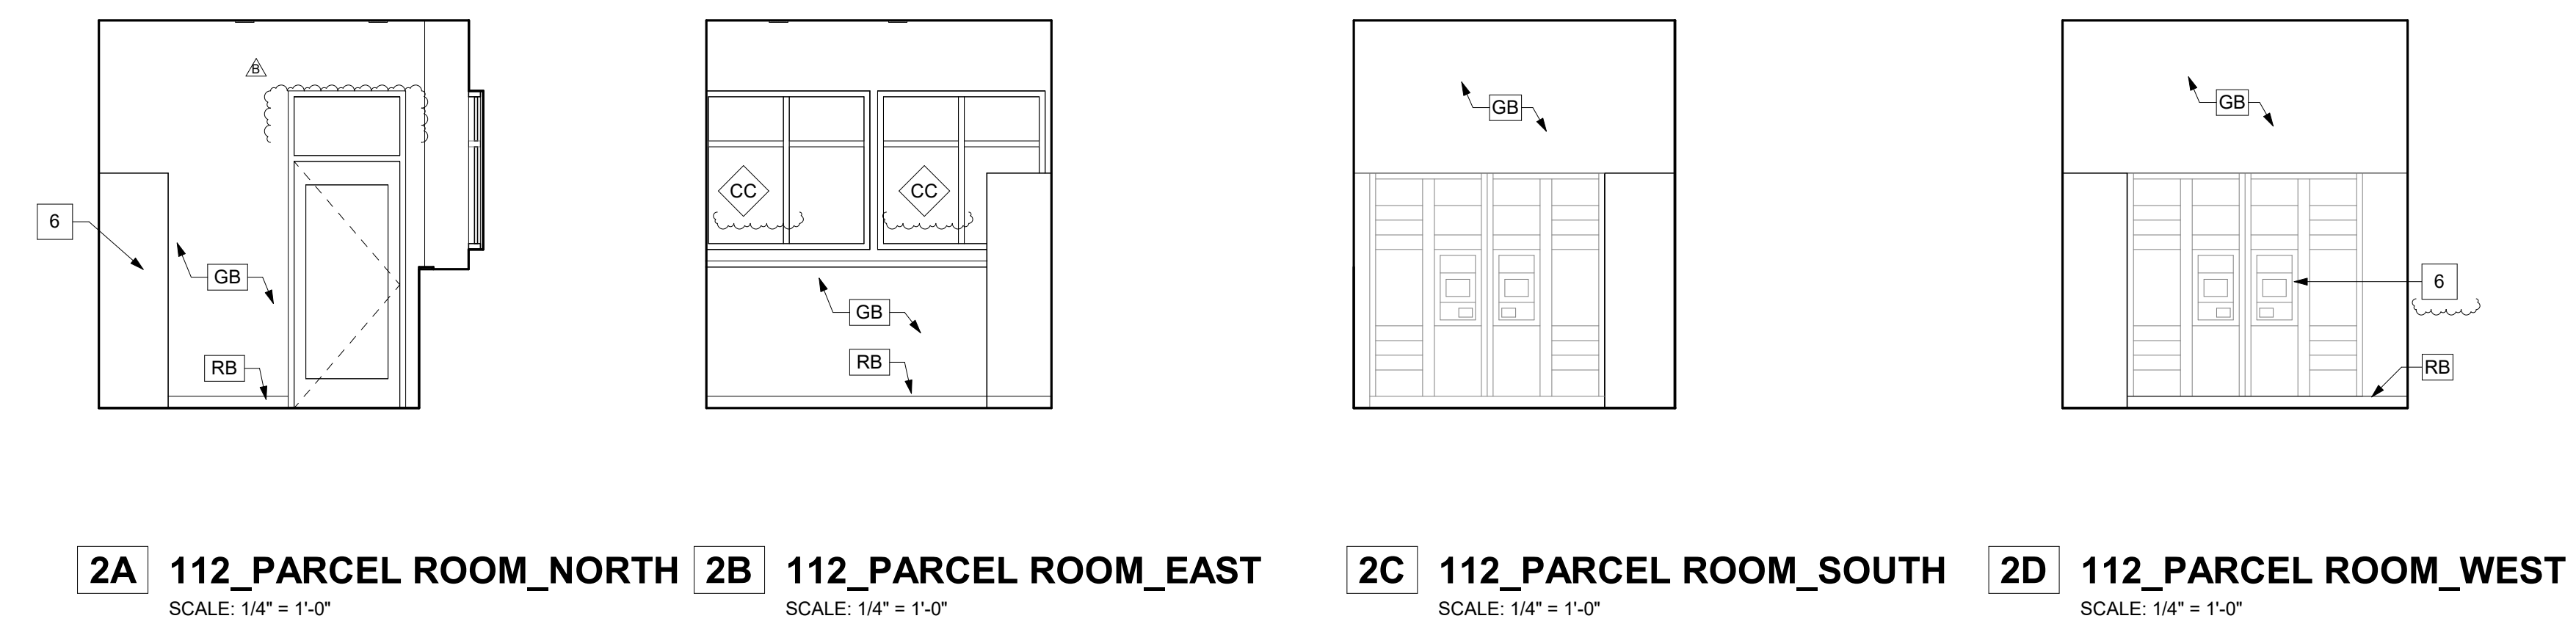 B
6
GB
RB
2A 112_PARCEL ROOM_NORTH
SCALE: 1/4" = 1'-0"
CC CC
GB
RB
2B 112_PARCEL ROOM_EAST
SCALE: 1/4" = 1'-0"
GB
2C 112_PARCEL ROOM_SOUTH
SCALE: 1/4" = 1'-0"
GB
6
RB
2D 112_PARCEL ROOM_WEST
SCALE: 1/4" = 1'-0"